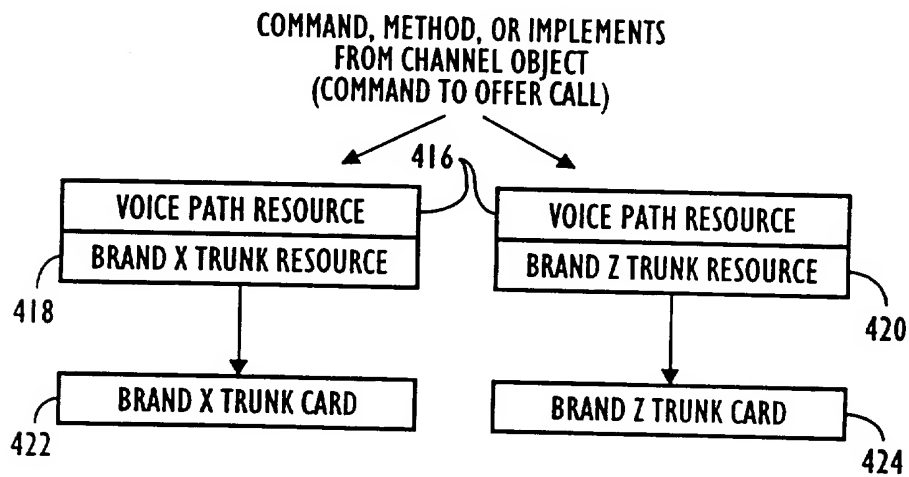 COMMAND, METHOD, OR IMPLEMENTS
FROM CHANNEL OBJECT
(COMMAND TO OFFER CALL)
416
VOICE PATH RESOURCE
BRAND X TRUNK RESOURCE
418
VOICE PATH RESOURCE
BRAND Z TRUNK RESOURCE
420
BRAND X TRUNK CARD
422
BRAND Z TRUNK CARD
424